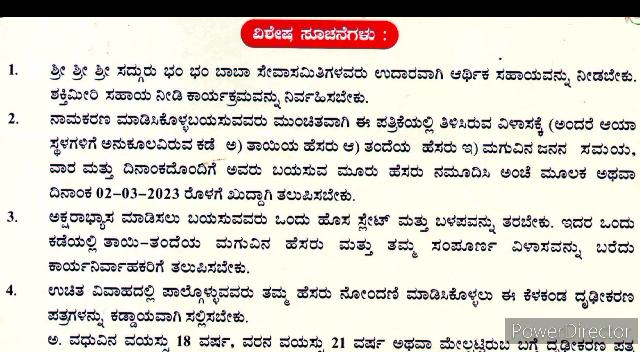 ವಿಶೇಷ ಸೂಚನೆಗಳು :
1. ಶ್ರೀ ಶ್ರೀ ಶ್ರೀ ಸದ್ಗುರು ಭಂ ಭಂ ಬಾಬಾ ಸೇವಾಸಮಿತಿಗಳವರು ಉದಾರವಾಗಿ ಆರ್ಥಿಕ ಸಹಾಯವನ್ನು ನೀಡಬೇಕು.
ಶಕ್ತಿಮೀರಿ ಸಹಾಯ ನೀಡಿ ಕಾರ್ಯಕ್ರಮವನ್ನು ನಿರ್ವಹಿಸಬೇಕು.
2. ನಾಮಕರಣ ಮಾಡಿಸಿಕೊಳ್ಳಬಯಸುವವರು ಮುಂಚಿತವಾಗಿ ಈ ಪತ್ರಿಕೆಯಲ್ಲಿ ತಿಳಿಸಿರುವ ವಿಳಾಸಕ್ಕೆ (ಅಂದರೆ ಆಯಾ
ಸ್ಥಳಗಳಿಗೆ ಅನುಕೂಲವಿರುವ ಕಡೆ ಅ) ತಾಯಿಯ ಹೆಸರು ಆ) ತಂದೆಯ ಹೆಸರು ಇ) ಮಗುವಿನ ಜನನ ಸಮಯ,
ವಾರ ಮತ್ತು ದಿನಾಂಕದೊಂದಿಗೆ ಅವರು ಬಯಸುವ ಮೂರು ಹೆಸರು ನಮೂದಿಸಿ ಅಂಚೆ ಮೂಲಕ ಅಥವಾ
ದಿನಾಂಕ 02-03-2023 ರೊಳಗೆ ಖುದ್ದಾಗಿ ತಲುಪಿಸಬೇಕು.
3. ಅಕ್ಷರಾಭ್ಯಾಸ ಮಾಡಿಸಲು ಬಯಸುವವರು ಒಂದು ಹೊಸ ಸ್ಲೇಟ್ ಮತ್ತು ಬಳಪವನ್ನು ತರಬೇಕು. ಇದರ ಒಂದು
ಕಡೆಯಲ್ಲಿ ತಾಯಿ-ತಂದೆಯ ಮಗುವಿನ ಹೆಸರು ಮತ್ತು ತಮ್ಮ ಸಂಪೂರ್ಣ ವಿಳಾಸವನ್ನು ಬರೆದು
ಕಾರ್ಯನಿರ್ವಾಹಕರಿಗೆ ತಲುಪಿಸಬೇಕು.
4. ಉಚಿತ ವಿವಾಹದಲ್ಲಿ ಪಾಲ್ಗೊಳ್ಳುವವರು ತಮ್ಮ ಹೆಸರು ನೋಂದಣಿ ಮಾಡಿಸಿಕೊಳ್ಳಲು ಈ ಕೆಳಕಂಡ ದೃಢೀಕರಣ
ಪತ್ರಗಳನ್ನು ಕಡ್ಡಾಯವಾಗಿ ಸಲ್ಲಿಸಬೇಕು.
ಅ. ವಧುವಿನ ವಯಸ್ಸು 18 ವರ್ಷ, ವರನ ವಯಸ್ಸು 21 ವರ್ಷ ಅಥವಾ ಮೇಲ್ಪಟ್ಟಿರುವ ಬಗ್ಗೆ ದೃಢೀಕರಣ ಪತ್ರ
PowerDirector